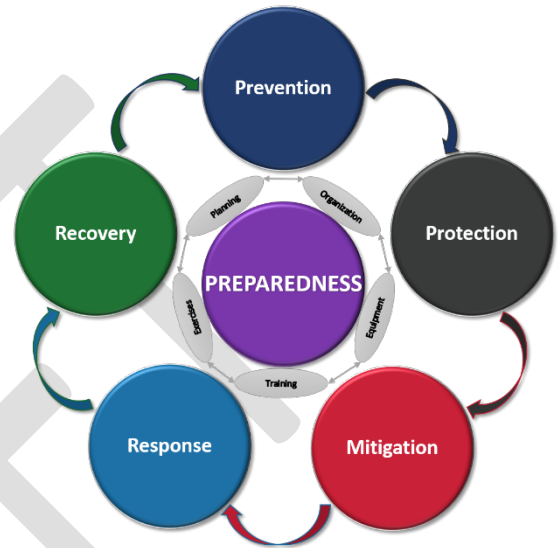 Prevention
Planning
Organization
Recovery
Protection
PREPAREDNESS
Exercises
Equipment
Training
Response
Mitigation